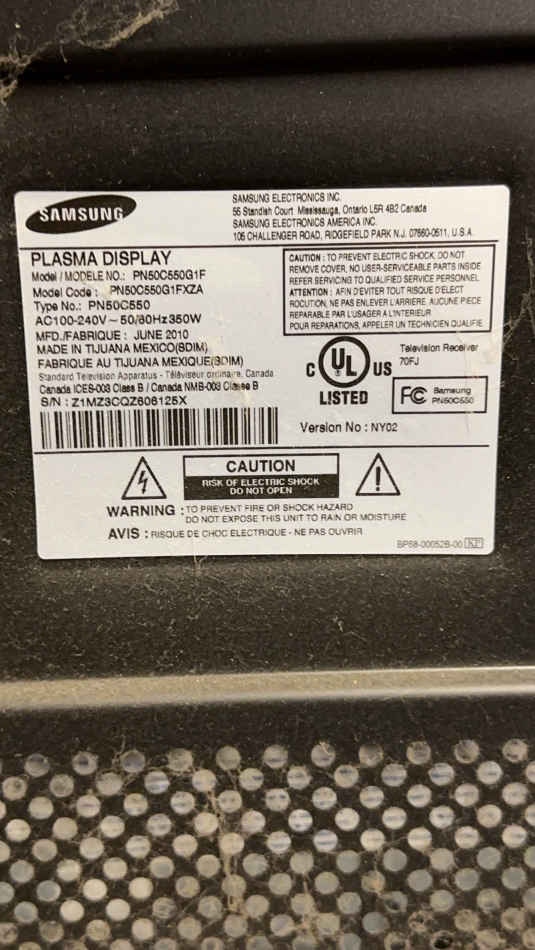 SAMSUNG
SAMSUNG ELECTRONICS INC.
55 Standish Court Mississauga, Ontario L5R 4B2 Canada
SAMSUNG ELECTRONICS AMERICA INC.
105 CHALLENGER ROAD, RIDGEFIELD PARK N.J. 07660-0511, U.S.A.
PLASMA DISPLAY
Model / MODELE NO.: PN50C550G1F
Model Code : PN50C550G1FXZA
Type No.: PN50C550
AC100-240V~ 50/60Hz 350W
MFD./FABRIQUE : JUNE 2010
MADE IN TIJUANA MEXICO(SDIM)
FABRIQUE AU TIJUANA MEXIQUE(SDIM)
Standard Television Apparatus - Téléviseur ordinaire, Canada
Canada ICES-003 Class B / Canada NMB-003 Classe B
S/N : Z1MZ3CQZ606125X
CAUTION : TO PREVENT ELECTRIC SHOCK, DO NOT
REMOVE COVER, NO USER-SERVICEABLE PARTS INSIDE
REFER SERVICING TO QUALIFIED SERVICE PERSONNEL.
ATTENTION : AFIN D'EVITER TOUT RISQUE D'ELECT
ROCUTION, NE PAS ENLEVER L'ARRIERE. AUCUNE PIECE
REPARABLE PAR L'USAGER A L'INTERIEUR
POUR REPARATIONS, APPELER UN TECHNICIEN QUALIFIE
C UL US
LISTED
Television Receiver
70FJ
FC Samsung
PN50C550
Version No : NY02
CAUTION
RISK OF ELECTRIC SHOCK
DO NOT OPEN
WARNING : TO PREVENT FIRE OR SHOCK HAZARD
DO NOT EXPOSE THIS UNIT TO RAIN OR MOISTURE
AVIS : RISQUE DE CHOC ELECTRIQUE - NE PAS OUVRIR
BP68-00052B-00